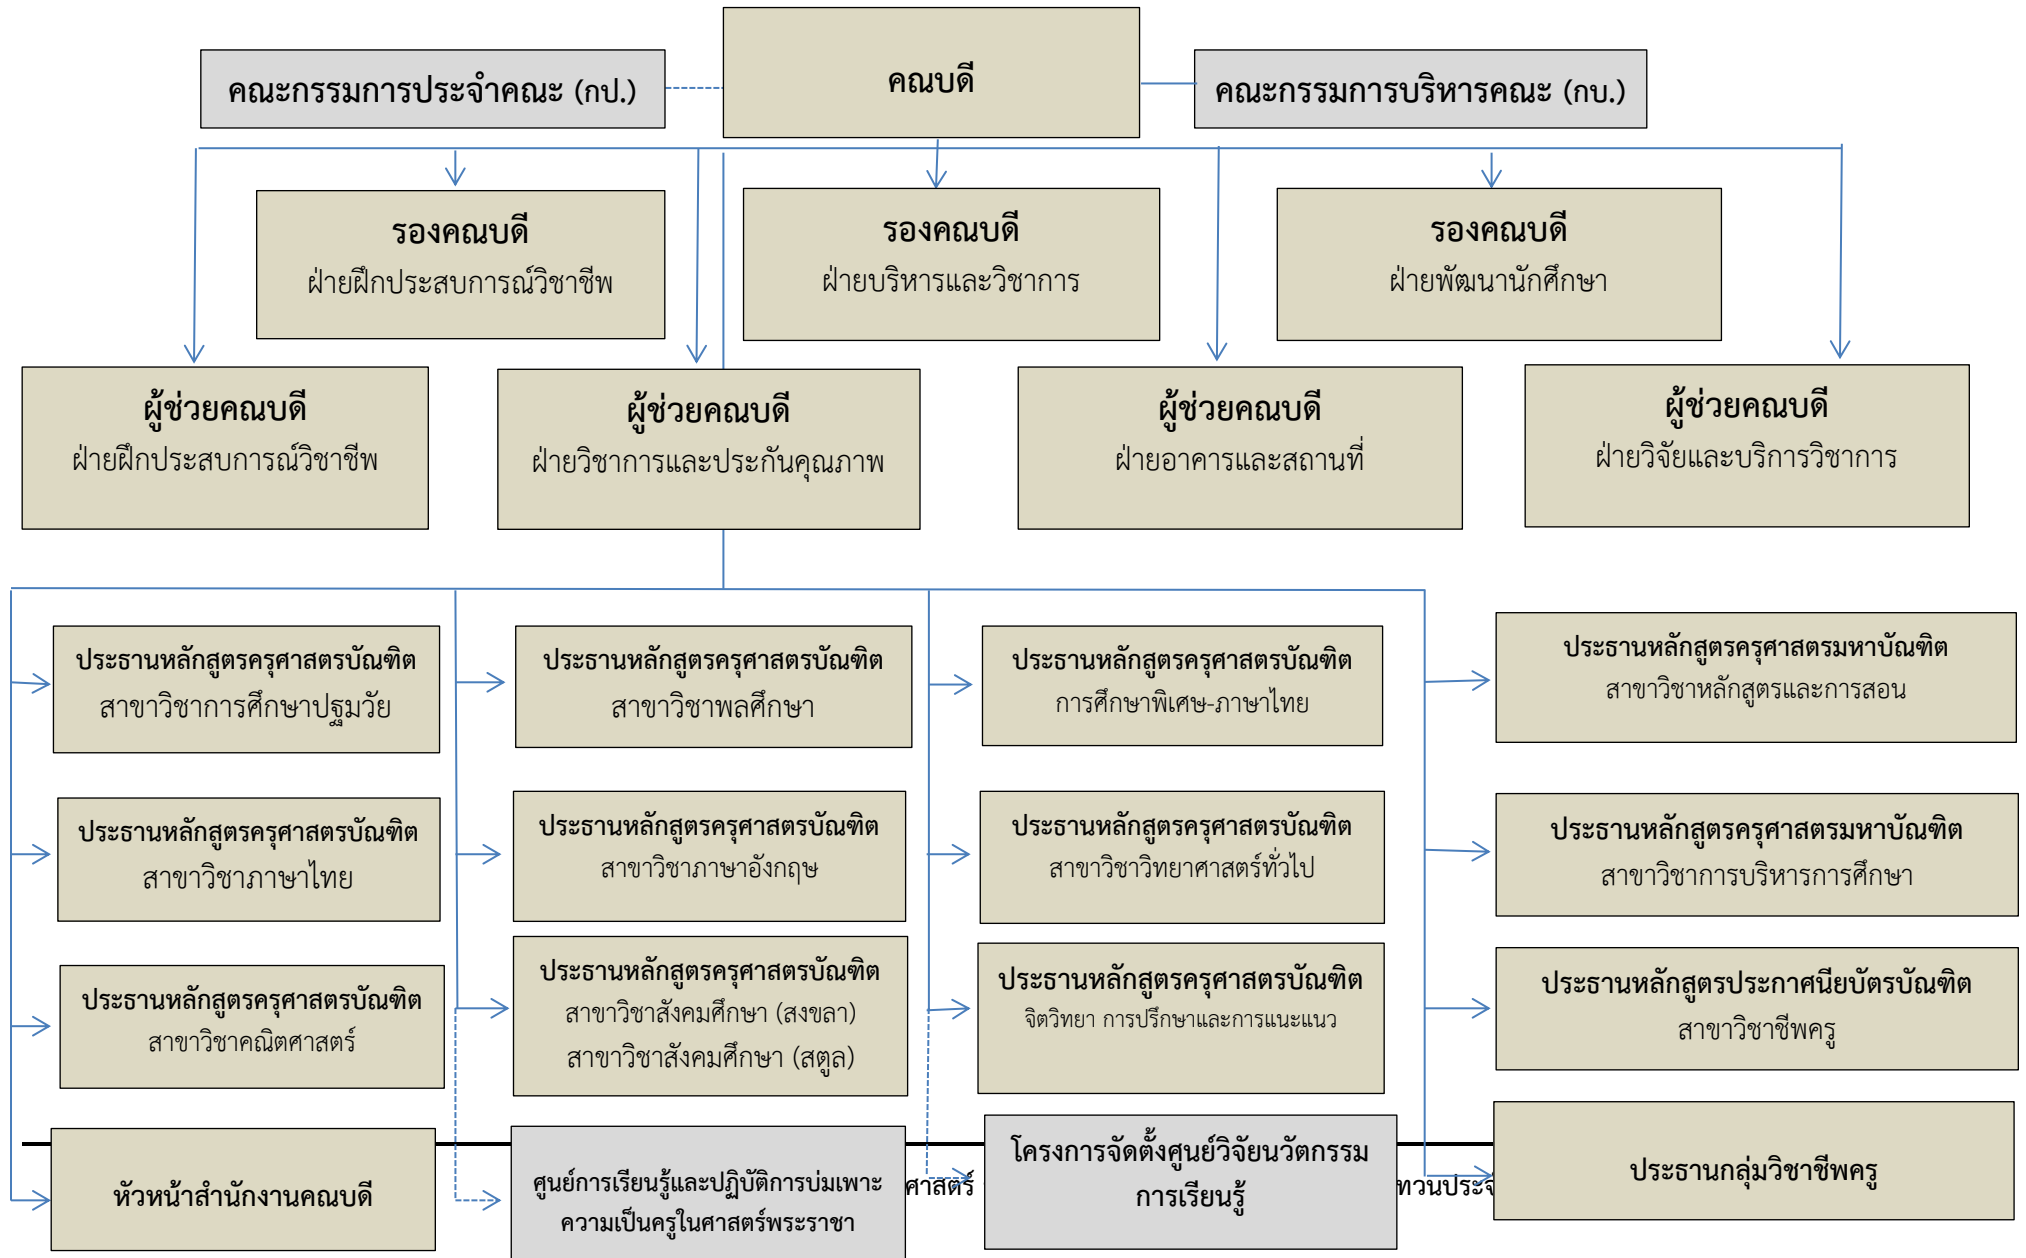 คณบดี
คณะกรรมการประจำคณะ (กป.)
คณะกรรมการบริหารคณะ (กบ.)
รองคณบดี
ฝ่ายฝึกประสบการณ์วิชาชีพ
รองคณบดี
ฝ่ายบริหารและวิชาการ
รองคณบดี
ฝ่ายพัฒนานักศึกษา
ผู้ช่วยคณบดี
ฝ่ายฝึกประสบการณ์วิชาชีพ
ผู้ช่วยคณบดี
ฝ่ายวิชาการและประกันคุณภาพ
ผู้ช่วยคณบดี
ฝ่ายอาคารและสถานที่
ผู้ช่วยคณบดี
ฝ่ายวิจัยและบริการวิชาการ
ประธานหลักสูตรครุศาสตรบัณฑิต
สาขาวิชาการศึกษาปฐมวัย
ประธานหลักสูตรครุศาสตรบัณฑิต
สาขาวิชาพลศึกษา
ประธานหลักสูตรครุศาสตรบัณฑิต
การศึกษาพิเศษ-ภาษาไทย
ประธานหลักสูตรครุศาสตรมหาบัณฑิต
สาขาวิชาหลักสูตรและการสอน
ประธานหลักสูตรครุศาสตรบัณฑิต
สาขาวิชาภาษาไทย
ประธานหลักสูตรครุศาสตรบัณฑิต
สาขาวิชาภาษาอังกฤษ
ประธานหลักสูตรครุศาสตรบัณฑิต
สาขาวิชาวิทยาศาสตร์ทั่วไป
ประธานหลักสูตรครุศาสตรมหาบัณฑิต
สาขาวิชาการบริหารการศึกษา
ประธานหลักสูตรครุศาสตรบัณฑิต
สาขาวิชาคณิตศาสตร์
ประธานหลักสูตรครุศาสตรบัณฑิต
สาขาวิชาสังคมศึกษา (สงขลา)
สาขาวิชาสังคมศึกษา (สตูล)
ประธานหลักสูตรครุศาสตรบัณฑิต
จิตวิทยา การปรึกษาและการแนะแนว
ประธานหลักสูตรประกาศนียบัตรบัณฑิต
สาขาวิชาชีพครู
หัวหน้าสำนักงานคณบดี
ศูนย์การเรียนรู้และปฏิบัติการบ่มเพาะ
ความเป็นครูในศาสตร์พระราชา
ศาสตร์
โครงการจัดตั้งศูนย์วิจัยนวัตกรรม
การเรียนรู้
ทวนประจ
ประธานกลุ่มวิชาชีพครู